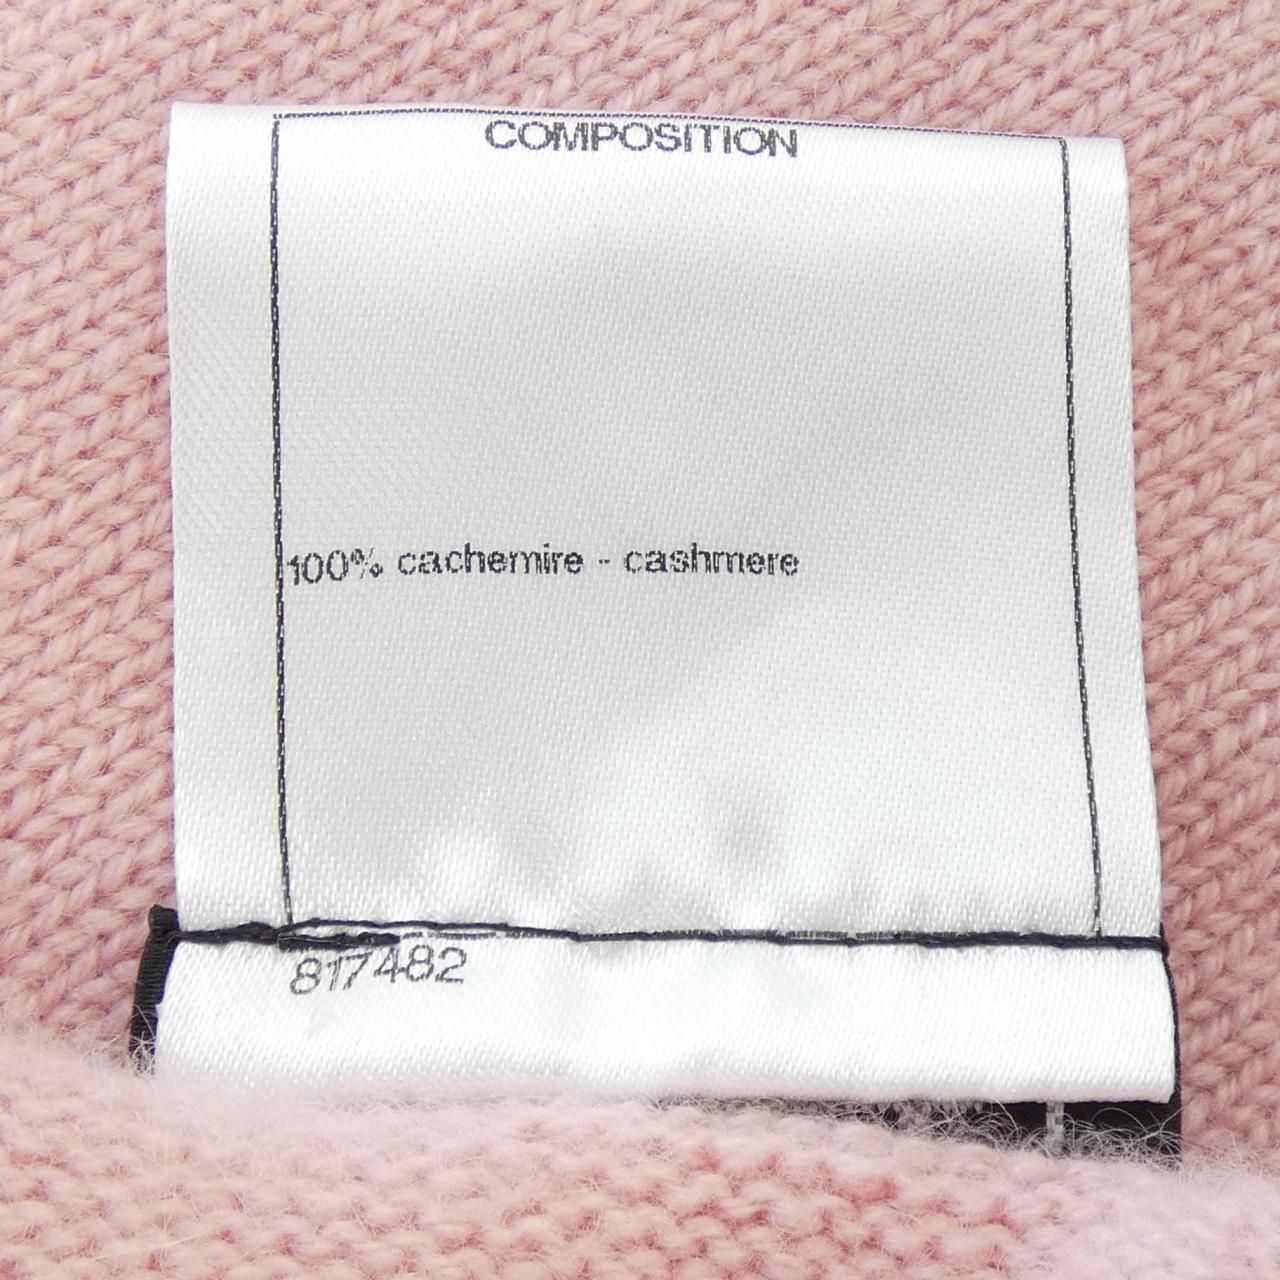 COMPOSITION
100% cachemire - cashmere
817482